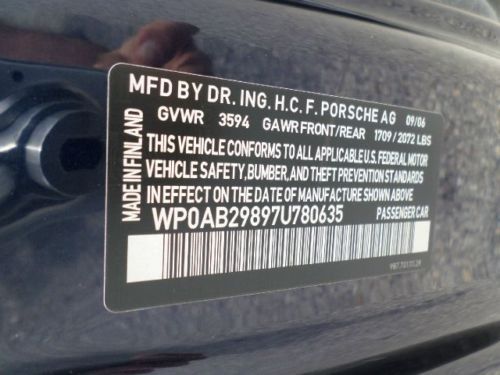 MFD BY DR. ING. H.C. F. PORSCHE AG 09/06
GVWR 3594 GAWR FRONT/REAR 1709 / 2072 LBS
THIS VEHICLE CONFORMS TO ALL APPLICABLE U.S. FEDERAL MOTOR
VEHICLE SAFETY, BUMPER, AND THEFT PREVENTION STANDARDS
IN EFFECT ON THE DATE OF MANUFACTURE SHOWN ABOVE.
WP0AB29897U780635 PASSENGER CAR
MADE IN FINLAND